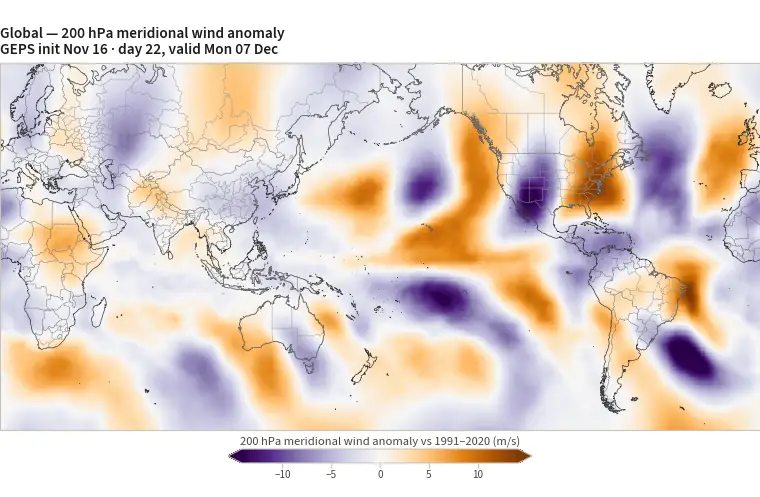 Global — 200 hPa meridional wind anomaly
GEPS init Nov 16 · day 22, valid Mon 07 Dec
200 hPa meridional wind anomaly vs 1991–2020 (m/s)
−10 −5 0 5 10